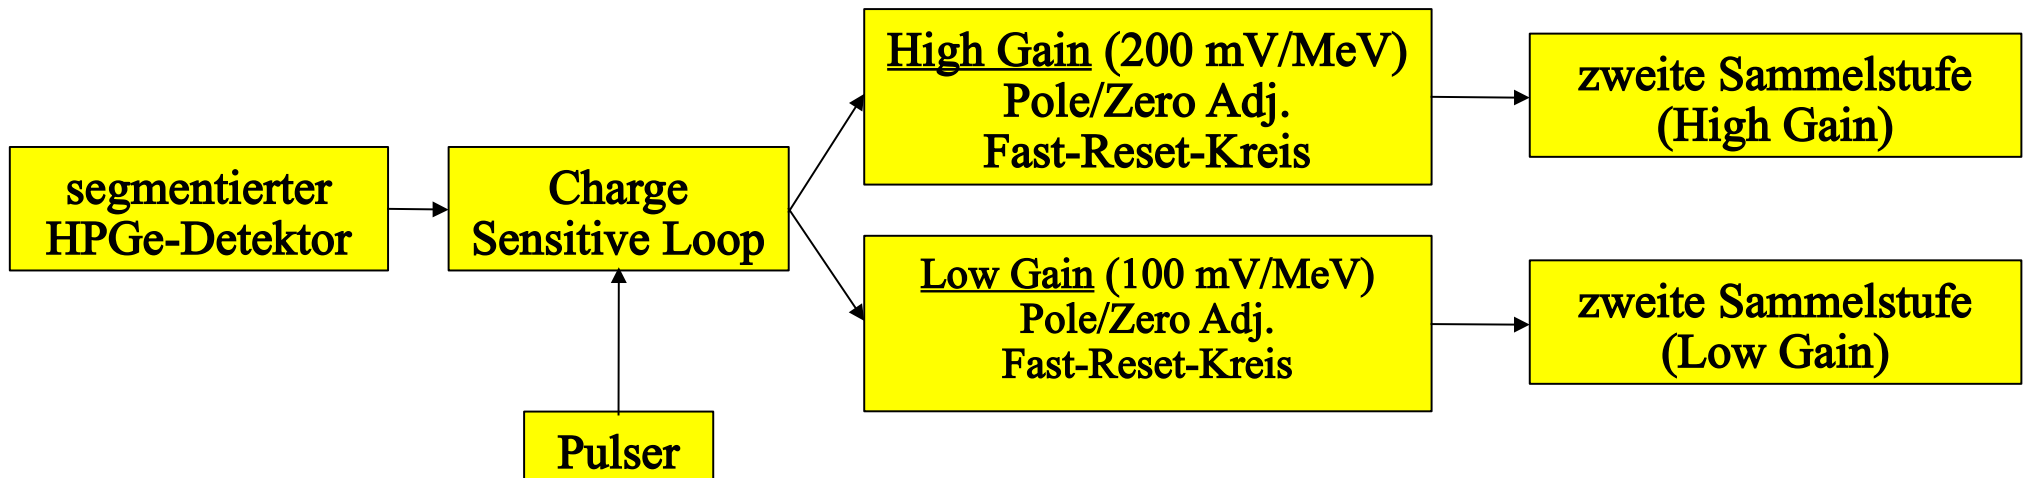 segmentierter
HPGe-Detektor
Charge
Sensitive Loop
Pulser
High Gain (200 mV/MeV)
Pole/Zero Adj.
Fast-Reset-Kreis
Low Gain (100 mV/MeV)
Pole/Zero Adj.
Fast-Reset-Kreis
zweite Sammelstufe
(High Gain)
zweite Sammelstufe
(Low Gain)